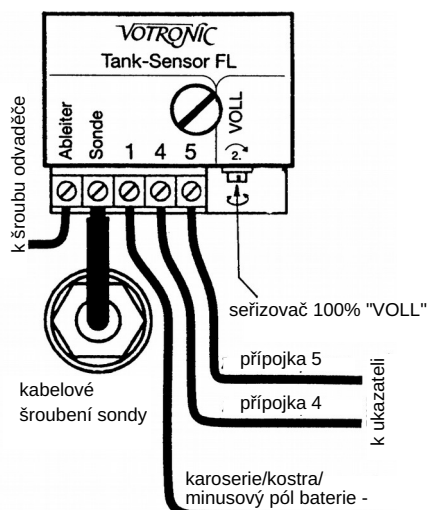 VOTRONIC
Tank-Sensor FL
Ableiter
Sonde
1
4
5
VOLL
2.
k šroubu odvaděče
seřizovač 100% "VOLL"
kabelové
šroubení sondy
přípojka 5
přípojka 4
k ukazateli
karoserie/kostra/
minusový pól baterie -